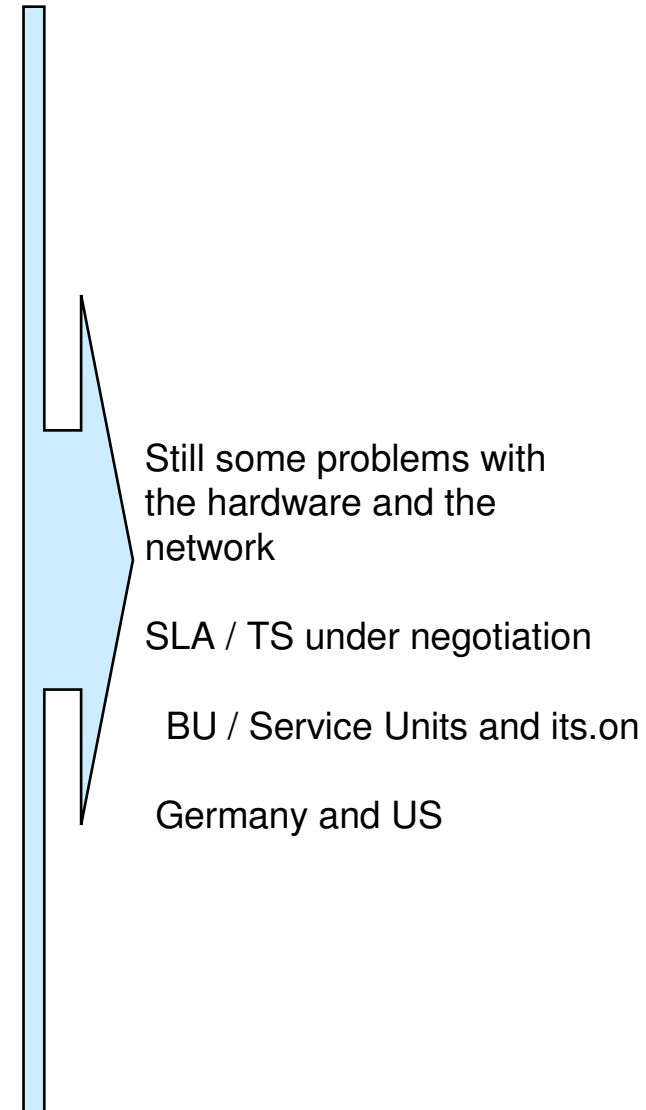 Still some problems with
the hardware and the
network
SLA / TS under negotiation
BU / Service Units and its.on
Germany and US